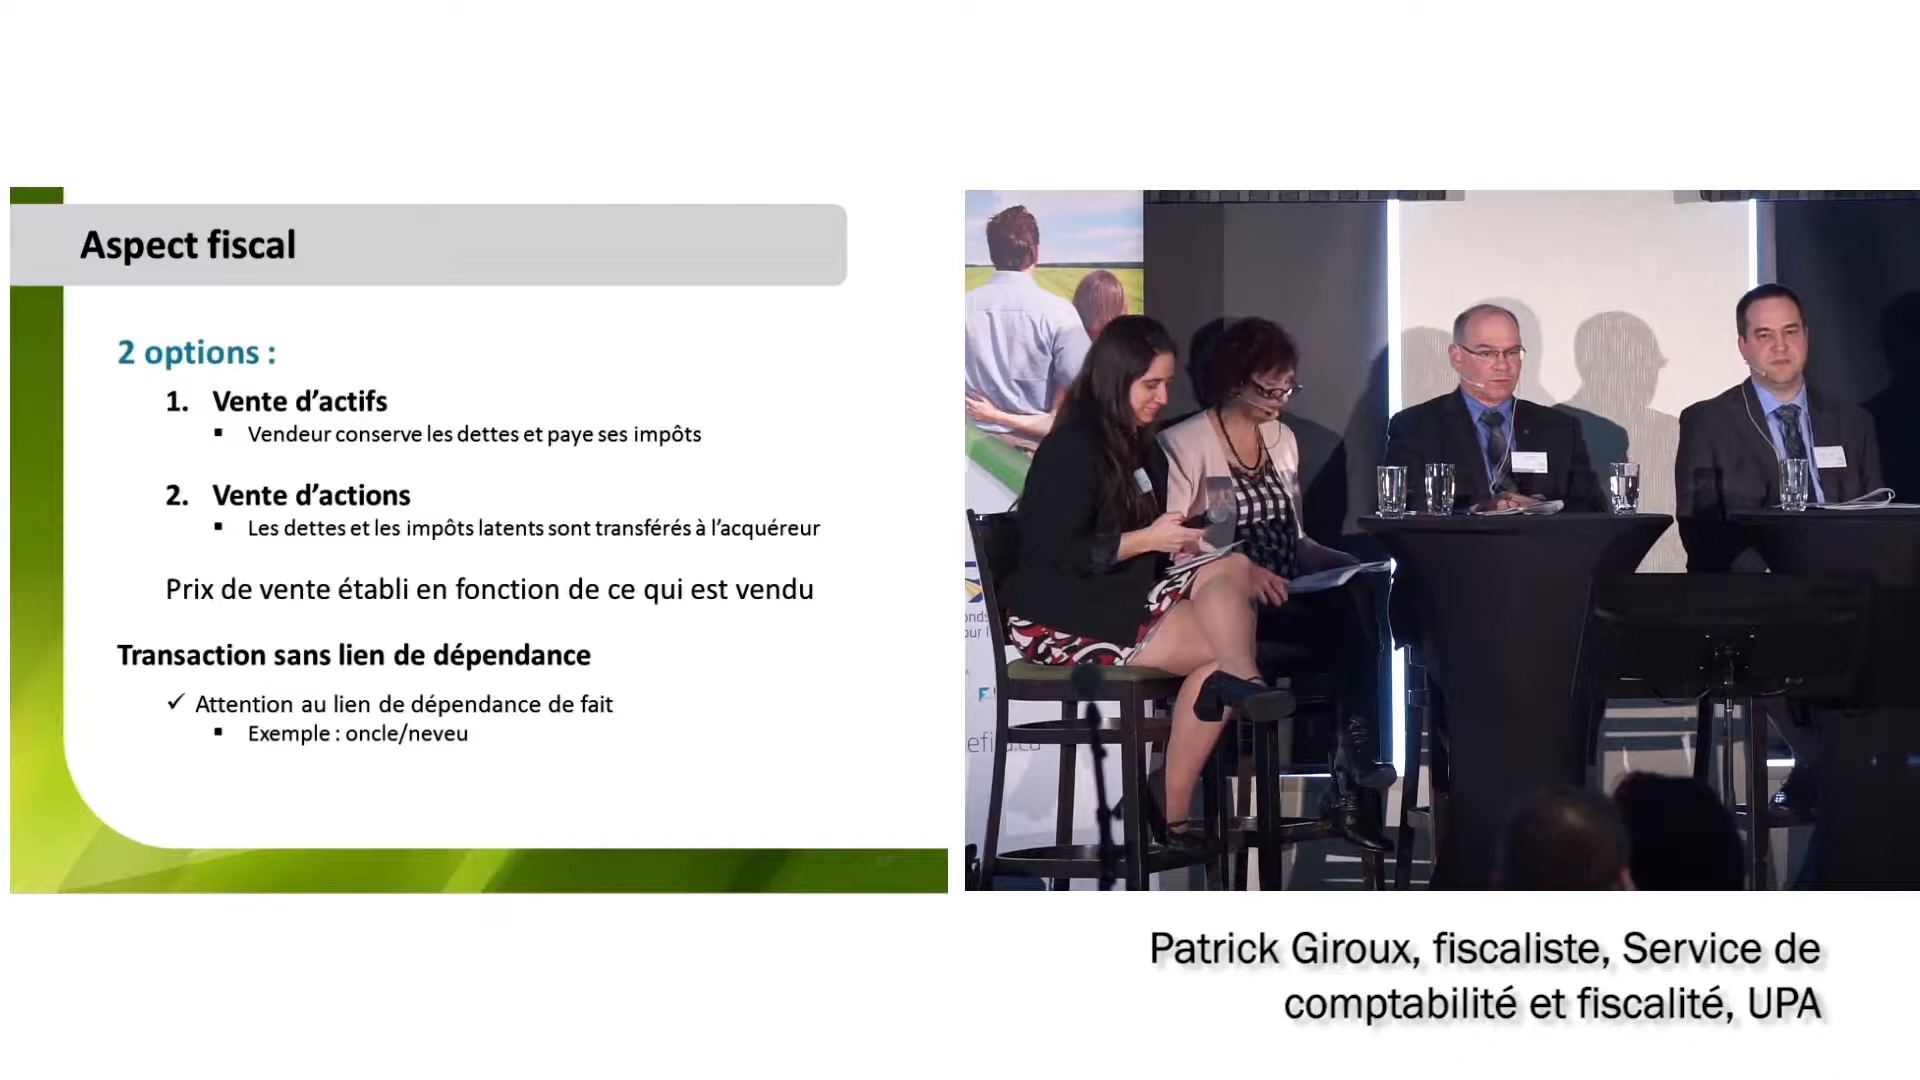 Aspect fiscal
2 options :
1. Vente d’actifs
▪ Vendeur conserve les dettes et paye ses impôts
2. Vente d’actions
▪ Les dettes et les impôts latents sont transférés à l’acquéreur
Prix de vente établi en fonction de ce qui est vendu
Transaction sans lien de dépendance
✓ Attention au lien de dépendance de fait
▪ Exemple : oncle/neveu
Patrick Giroux, fiscaliste, Service de
comptabilité et fiscalité, UPA